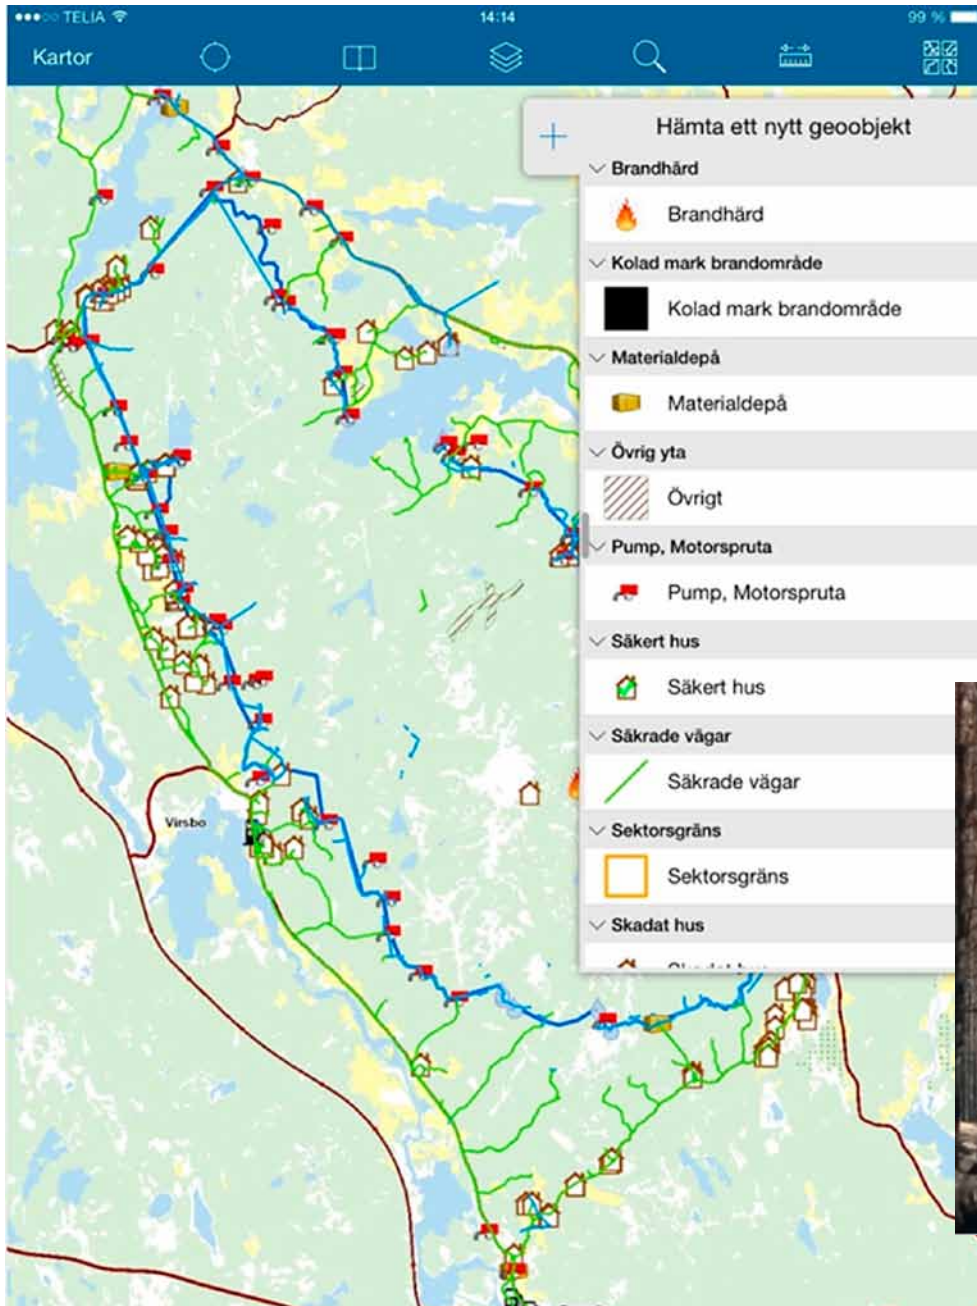 TELIA
14:14
99 %
Kartor
Hämta ett nytt geoobjekt
Brandhärd
Brandhärd
Kolad mark brandområde
Kolad mark brandområde
Materialdepå
Materialdepå
Övrig yta
Övrigt
Pump, Motorspruta
Pump, Motorspruta
Säkert hus
Säkert hus
Säkrade vägar
Säkrade vägar
Sektorsgräns
Sektorsgräns
Skadat hus
Skadat hus
Virsbo